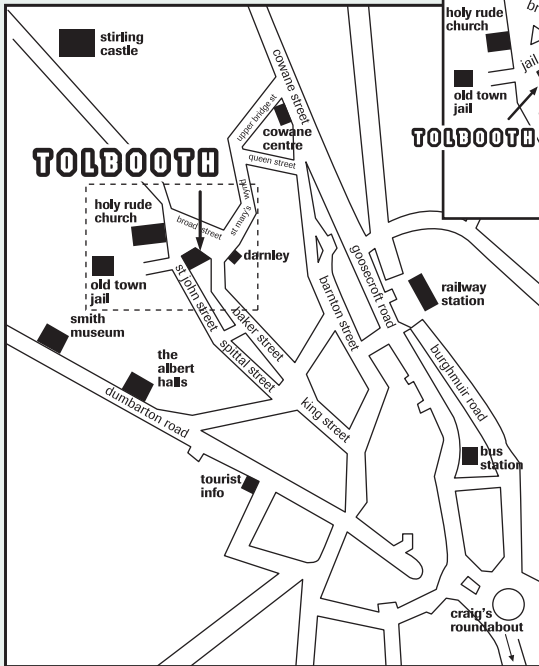 stirling
castle
cowane street
upper bridge st
cowane
centre
queen street
TOLBOOTH
st mary's
wynd
broad street
holy rude
church
darnley
old town
jail
st john street
baker street
spittal street
barnton street
goosecroft road
railway
station
burghmuir road
smith
museum
the
albert
halls
dumbarton road
king street
tourist
info
bus
station
craig's
roundabout
holy rude
church
br
jail
old town
jail
TOLBOOTH